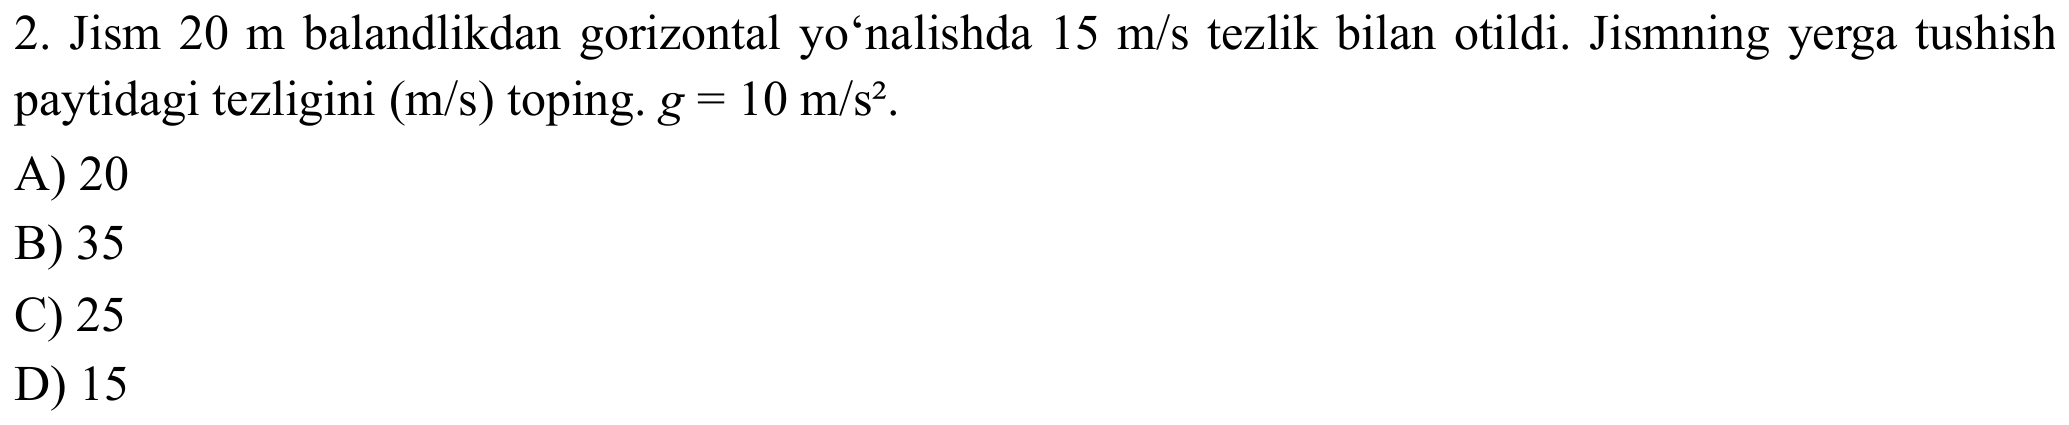 2. Jism 20 m balandlikdan gorizontal yo‘nalishda 15 m/s tezlik bilan otildi. Jismning yerga tushish
paytidagi tezligini (m/s) toping. g = 10 m/s².
A) 20
B) 35
C) 25
D) 15